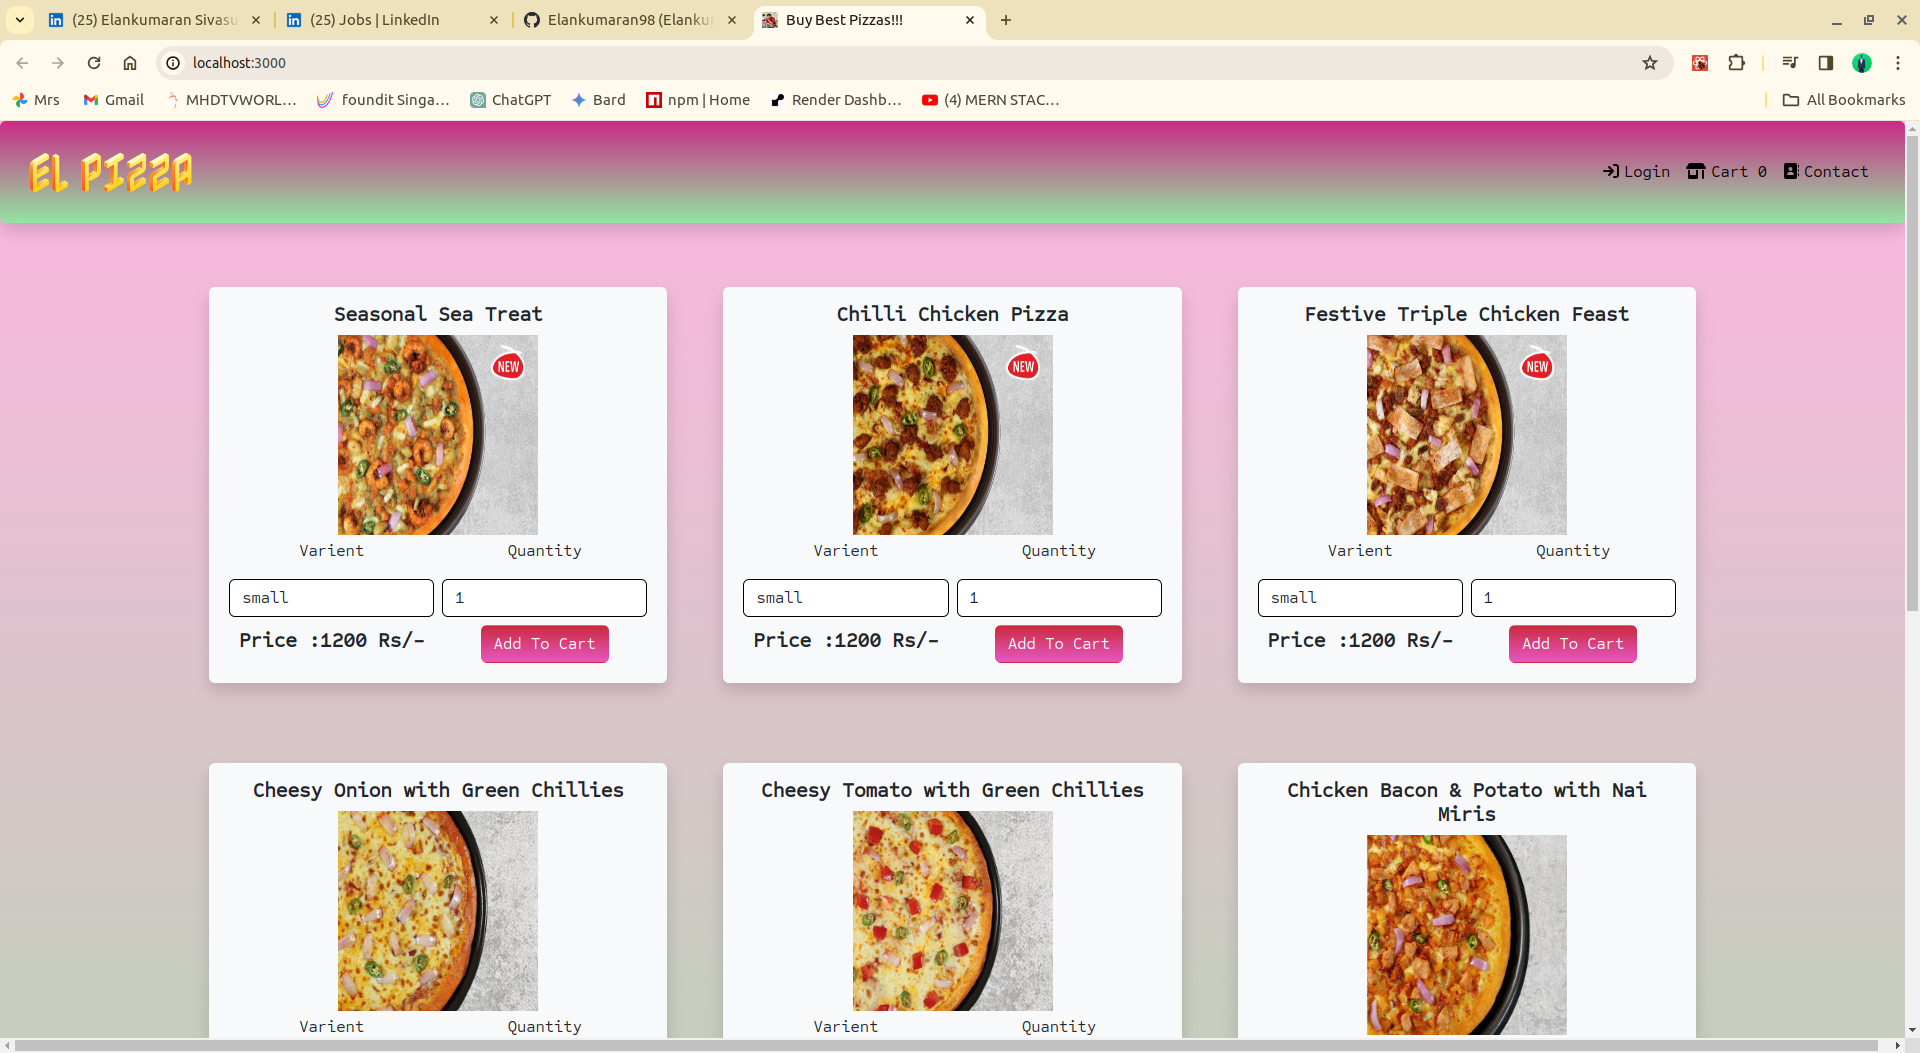 (25) Elankumaran Sivasu
(25) Jobs | LinkedIn
Elankumaran98 (Elankur
Buy Best Pizzas!!!
localhost:3000
Mrs
Gmail
MHDTVWORL...
foundit Singa...
ChatGPT
Bard
npm | Home
Render Dashb...
(4) MERN STAC...
All Bookmarks
EL PIZZA
Login
Cart 0
Contact
Seasonal Sea Treat
NEW
Varient Quantity
small 1
Price :1200 Rs/-
Add To Cart
Chilli Chicken Pizza
NEW
Varient Quantity
small 1
Price :1200 Rs/-
Add To Cart
Festive Triple Chicken Feast
NEW
Varient Quantity
small 1
Price :1200 Rs/-
Add To Cart
Cheesy Onion with Green Chillies
Varient Quantity
Cheesy Tomato with Green Chillies
Varient Quantity
Chicken Bacon & Potato with Nai
Miris